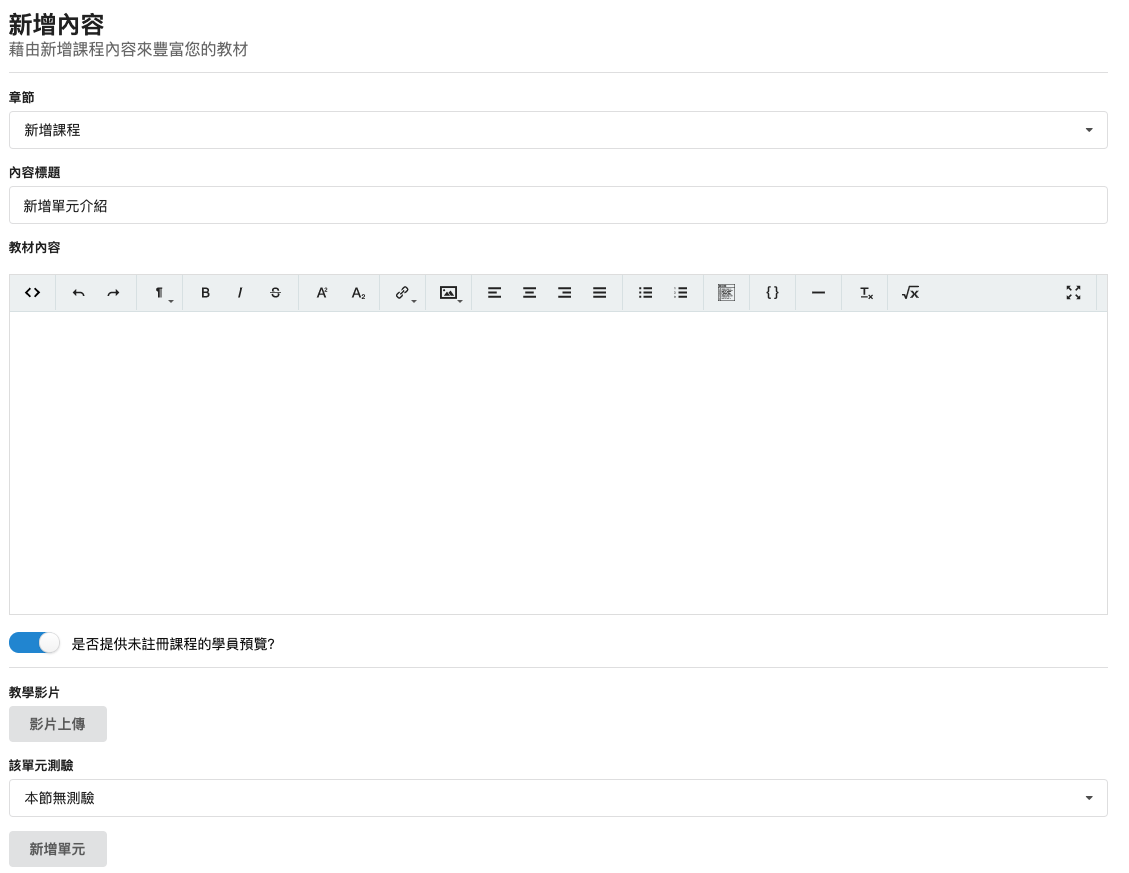 新增內容
藉由新增課程內容來豐富您的教材
章節
新增課程
內容標題
新增單元介紹
教材內容
是否提供未註冊課程的學員預覽?
教學影片
影片上傳
該單元測驗
本節無測驗
新增單元